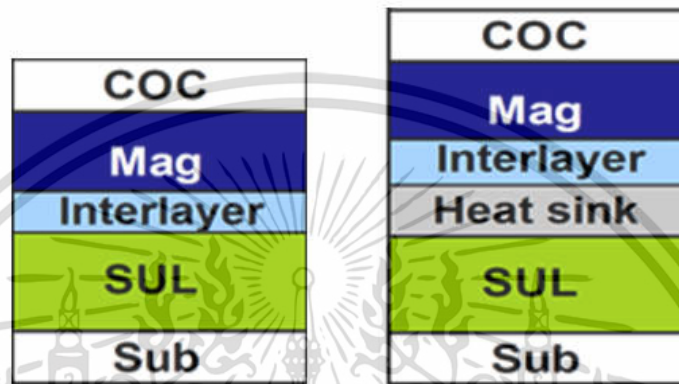 COC
Mag
Interlayer
SUL
Sub
COC
Mag
Interlayer
Heat sink
SUL
Sub